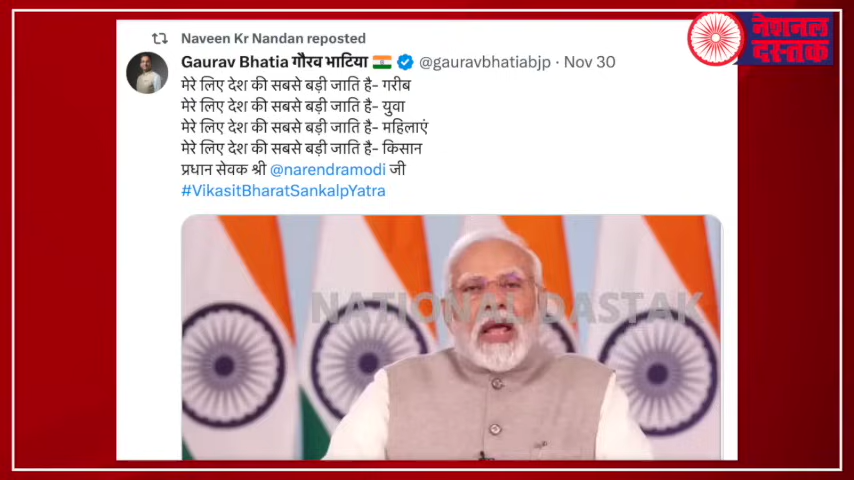 Naveen Kr Nandan reposted
नेशनल
दस्तक
Gaurav Bhatia गौरव भाटिया 🇮🇳 @gauravbhatiabjp · Nov 30
मेरे लिए देश की सबसे बड़ी जाति है- गरीब
मेरे लिए देश की सबसे बड़ी जाति है- युवा
मेरे लिए देश की सबसे बड़ी जाति है- महिलाएं
मेरे लिए देश की सबसे बड़ी जाति है- किसान
प्रधान सेवक श्री @narendramodi जी
#VikasitBharatSankalpYatra
NATIONAL DASTAK